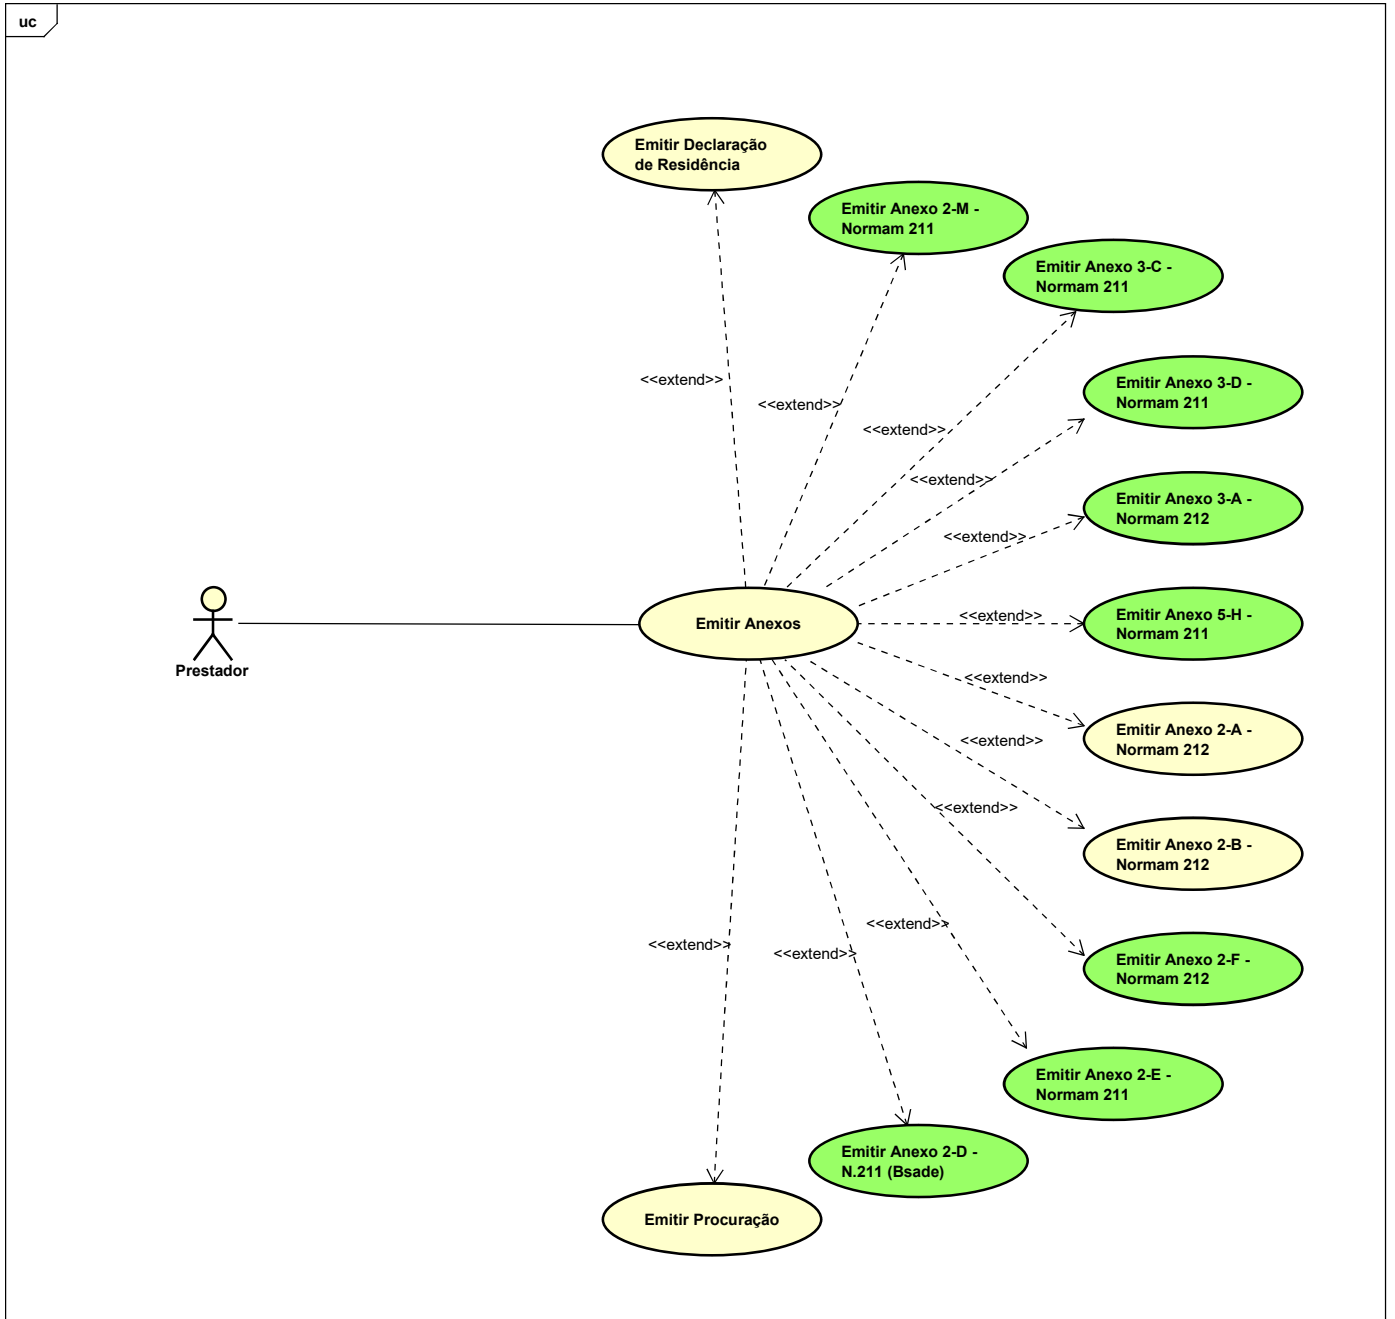 uc
Emitir Declaração
de Residência
Emitir Anexo 2-M -
Normam 211
Emitir Anexo 3-C -
Normam 211
<<extend>>
Emitir Anexo 3-D -
Normam 211
<<extend>>
<<extend>>
<<extend>>
Emitir Anexo 3-A -
Normam 212
<<extend>>
Prestador
Emitir Anexos
<<extend>>
Emitir Anexo 5-H -
Normam 211
<<extend>>
Emitir Anexo 2-A -
Normam 212
<<extend>>
Emitir Anexo 2-B -
Normam 212
<<extend>>
Emitir Anexo 2-F -
Normam 212
<<extend>>
<<extend>>
<<extend>>
Emitir Anexo 2-E -
Normam 211
Emitir Anexo 2-D -
N.211 (Bsade)
Emitir Procuração